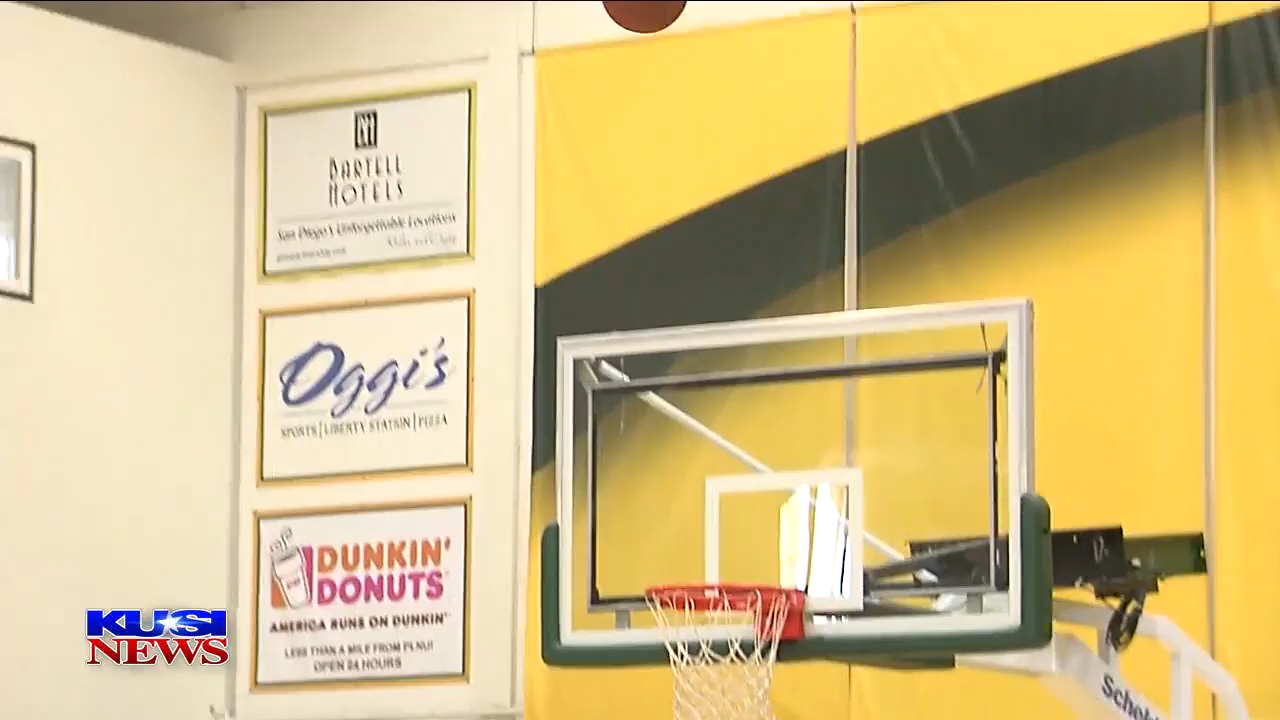 BARTELL
HOTELS
San Diego's Unforgettable Locations
Oggi's
SPORTS | LIBERTY STATION | PIZZA
DUNKIN'
DONUTS
AMERICA RUNS ON DUNKIN'
LESS THAN A MILE FROM PLNU!
OPEN 24 HOURS
KUSI
NEWS